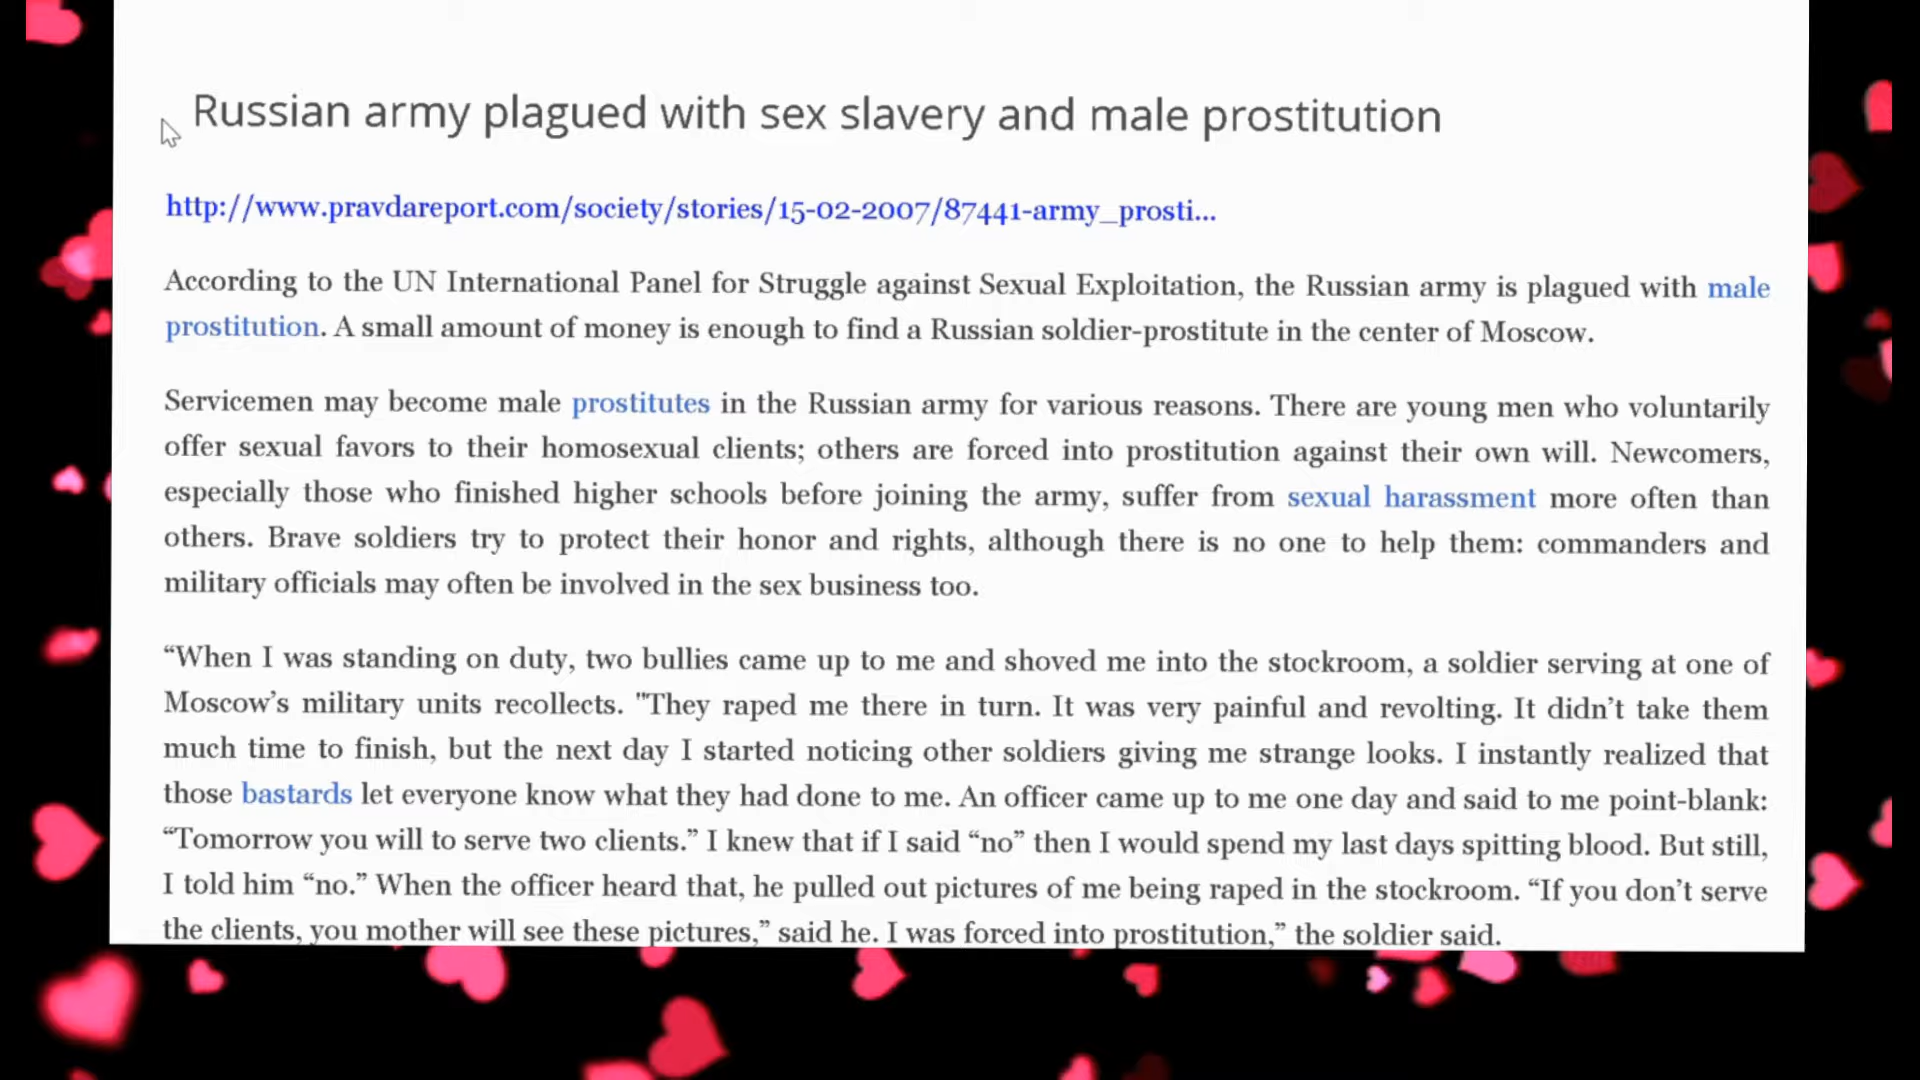 Russian army plagued with sex slavery and male prostitution
http://www.pravdareport.com/society/stories/15-02-2007/87441-army_prosti...
According to the UN International Panel for Struggle against Sexual Exploitation, the Russian army is plagued with male
prostitution. A small amount of money is enough to find a Russian soldier-prostitute in the center of Moscow.
Servicemen may become male prostitutes in the Russian army for various reasons. There are young men who voluntarily
offer sexual favors to their homosexual clients; others are forced into prostitution against their own will. Newcomers,
especially those who finished higher schools before joining the army, suffer from sexual harassment more often than
others. Brave soldiers try to protect their honor and rights, although there is no one to help them: commanders and
military officials may often be involved in the sex business too.
“When I was standing on duty, two bullies came up to me and shoved me into the stockroom, a soldier serving at one of
Moscow’s military units recollects. "They raped me there in turn. It was very painful and revolting. It didn’t take them
much time to finish, but the next day I started noticing other soldiers giving me strange looks. I instantly realized that
those bastards let everyone know what they had done to me. An officer came up to me one day and said to me point-blank:
“Tomorrow you will to serve two clients.” I knew that if I said “no” then I would spend my last days spitting blood. But still,
I told him “no.” When the officer heard that, he pulled out pictures of me being raped in the stockroom. “If you don’t serve
the clients, you mother will see these pictures,” said he. I was forced into prostitution,” the soldier said.